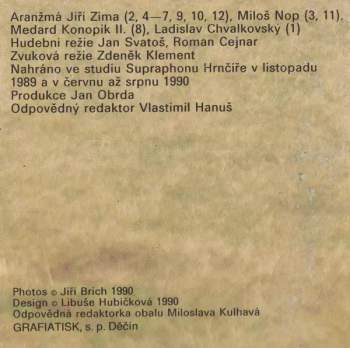 Aranžmá Jiří Zima (2, 4—7, 9, 10, 12), Miloš Nop (3, 11),
Medard Konopik II. (8), Ladislav Chvalkovský (1)
Hudební režie Jan Svatoš, Roman Cejnar
Zvuková režie Zdeněk Klement
Nahráno ve studiu Supraphonu Hrnčíře v listopadu
1989 a v červnu až srpnu 1990
Produkce Jan Obrda
Odpovědný redaktor Vlastimil Hanuš
Photos © Jiří Brich 1990
Design © Libuše Hubičková 1990
Odpovědná redaktorka obalu Miloslava Kulhavá
GRAFIATISK, s. p. Děčín